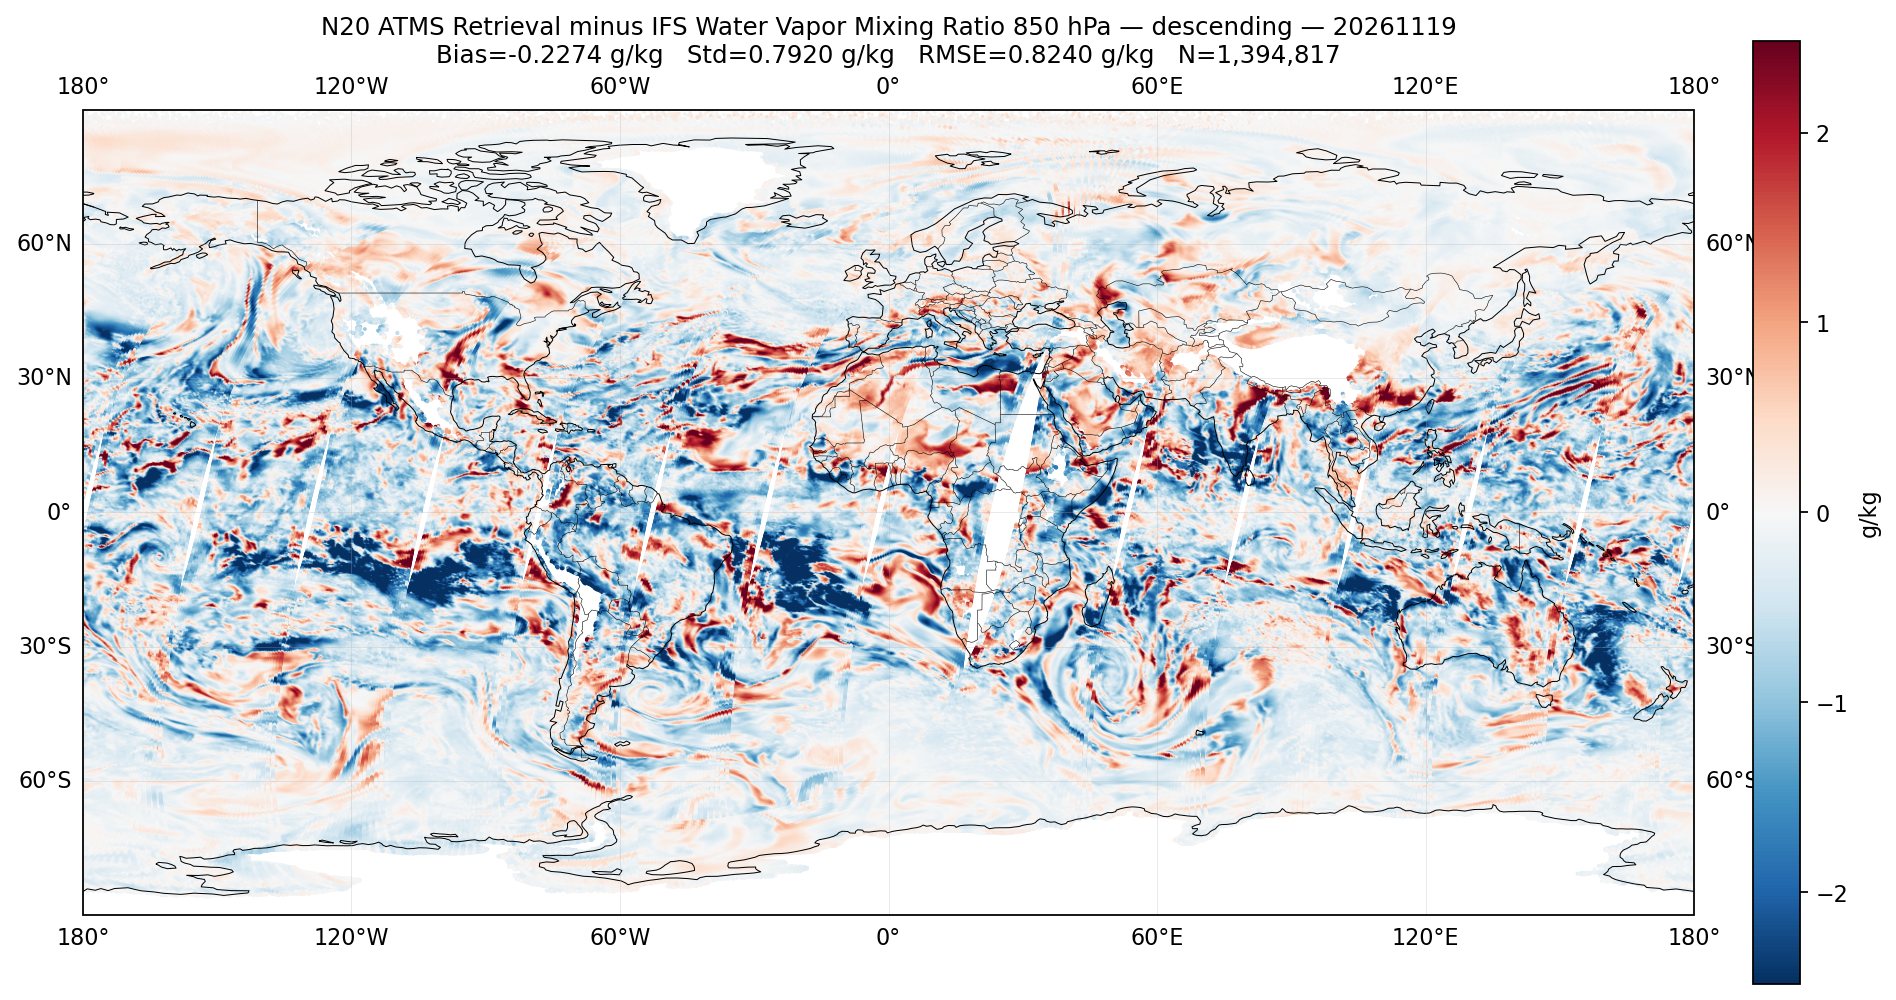 N20 ATMS Retrieval minus IFS Water Vapor Mixing Ratio 850 hPa — descending — 20261119
Bias=-0.2274 g/kg   Std=0.7920 g/kg   RMSE=0.8240 g/kg   N=1,394,817
180° 120°W 60°W 0° 60°E 120°E 180°
60°N 60°N
30°N 30°N
0° 0°
30°S 30°S
60°S 60°S
180° 120°W 60°W 0° 60°E 120°E 180°
2
1
0
−1
−2
g/kg